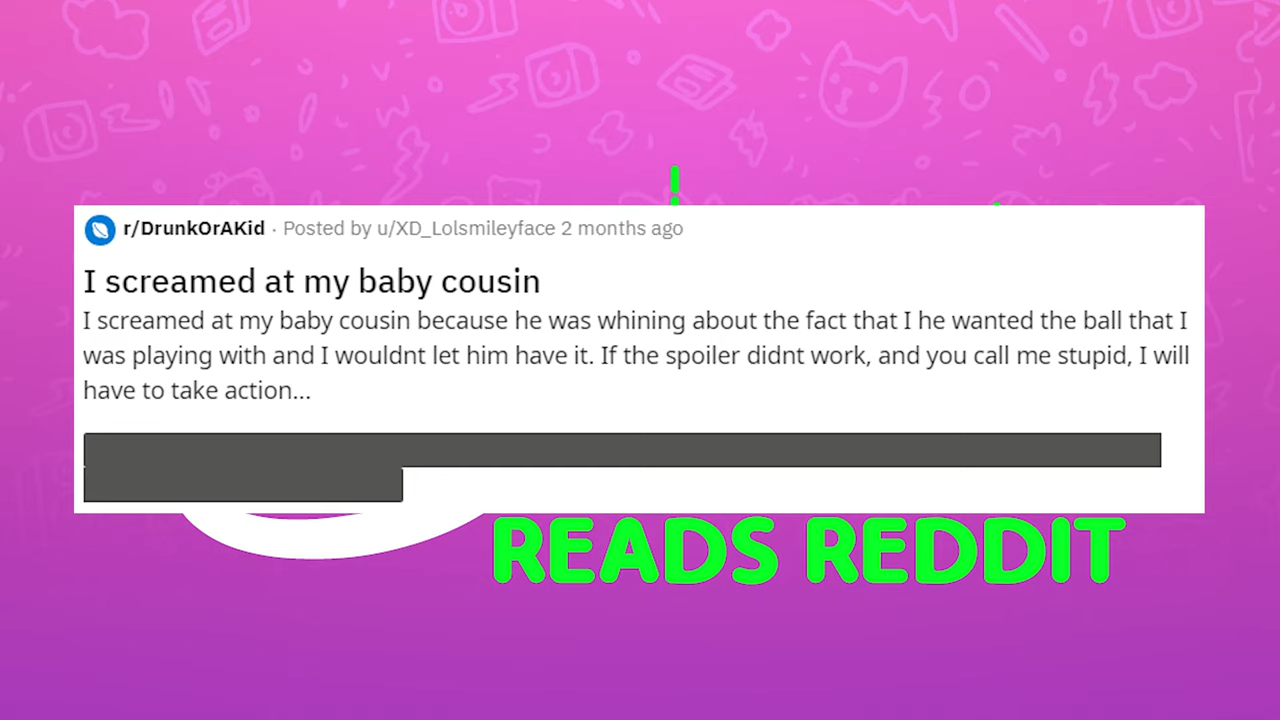 r/DrunkOrAKid · Posted by u/XD_Lolsmileyface 2 months ago
I screamed at my baby cousin
I screamed at my baby cousin because he was whining about the fact that I he wanted the ball that I
was playing with and I wouldnt let him have it. If the spoiler didnt work, and you call me stupid, I will
have to take action...
READS REDDIT